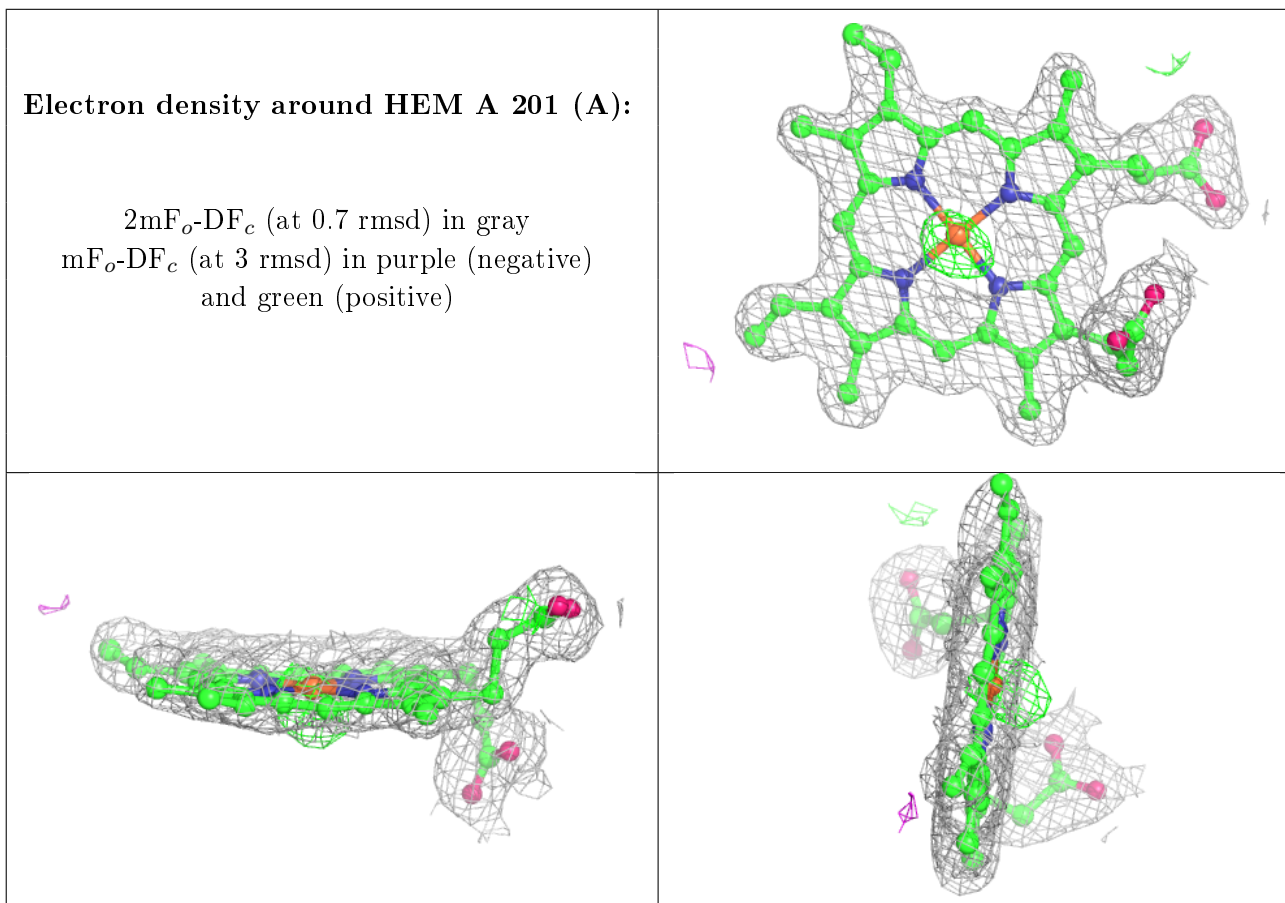 Electron density around HEM A 201 (A):
2mFₒ-DF𝒸 (at 0.7 rmsd) in gray
mFₒ-DF𝒸 (at 3 rmsd) in purple (negative)
and green (positive)